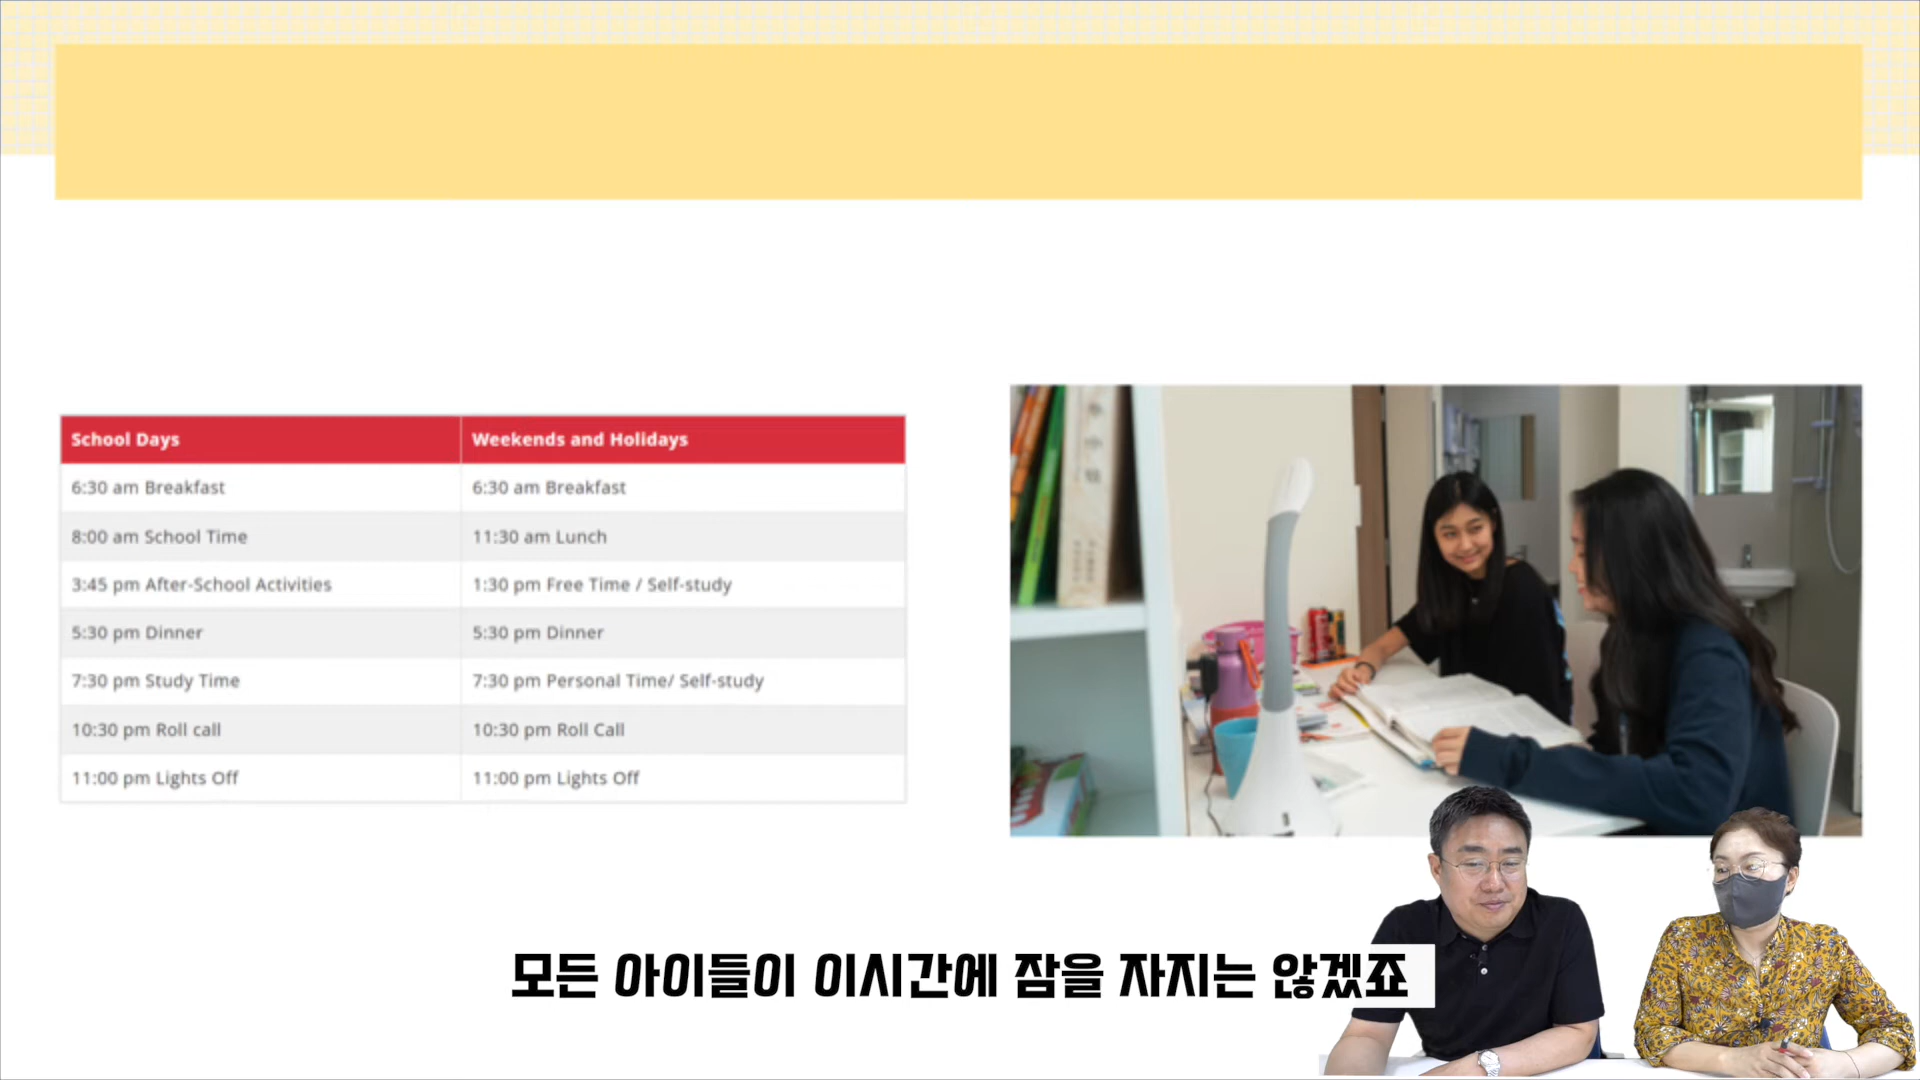 School Days Weekends and Holidays
6:30 am Breakfast 6:30 am Breakfast
8:00 am School Time 11:30 am Lunch
3:45 pm After-School Activities 1:30 pm Free Time / Self-study
5:30 pm Dinner 5:30 pm Dinner
7:30 pm Study Time 7:30 pm Personal Time/ Self-study
10:30 pm Roll call 10:30 pm Roll Call
11:00 pm Lights Off 11:00 pm Lights Off
모든 아이들이 이시간에 잠을 자지는 않겠죠